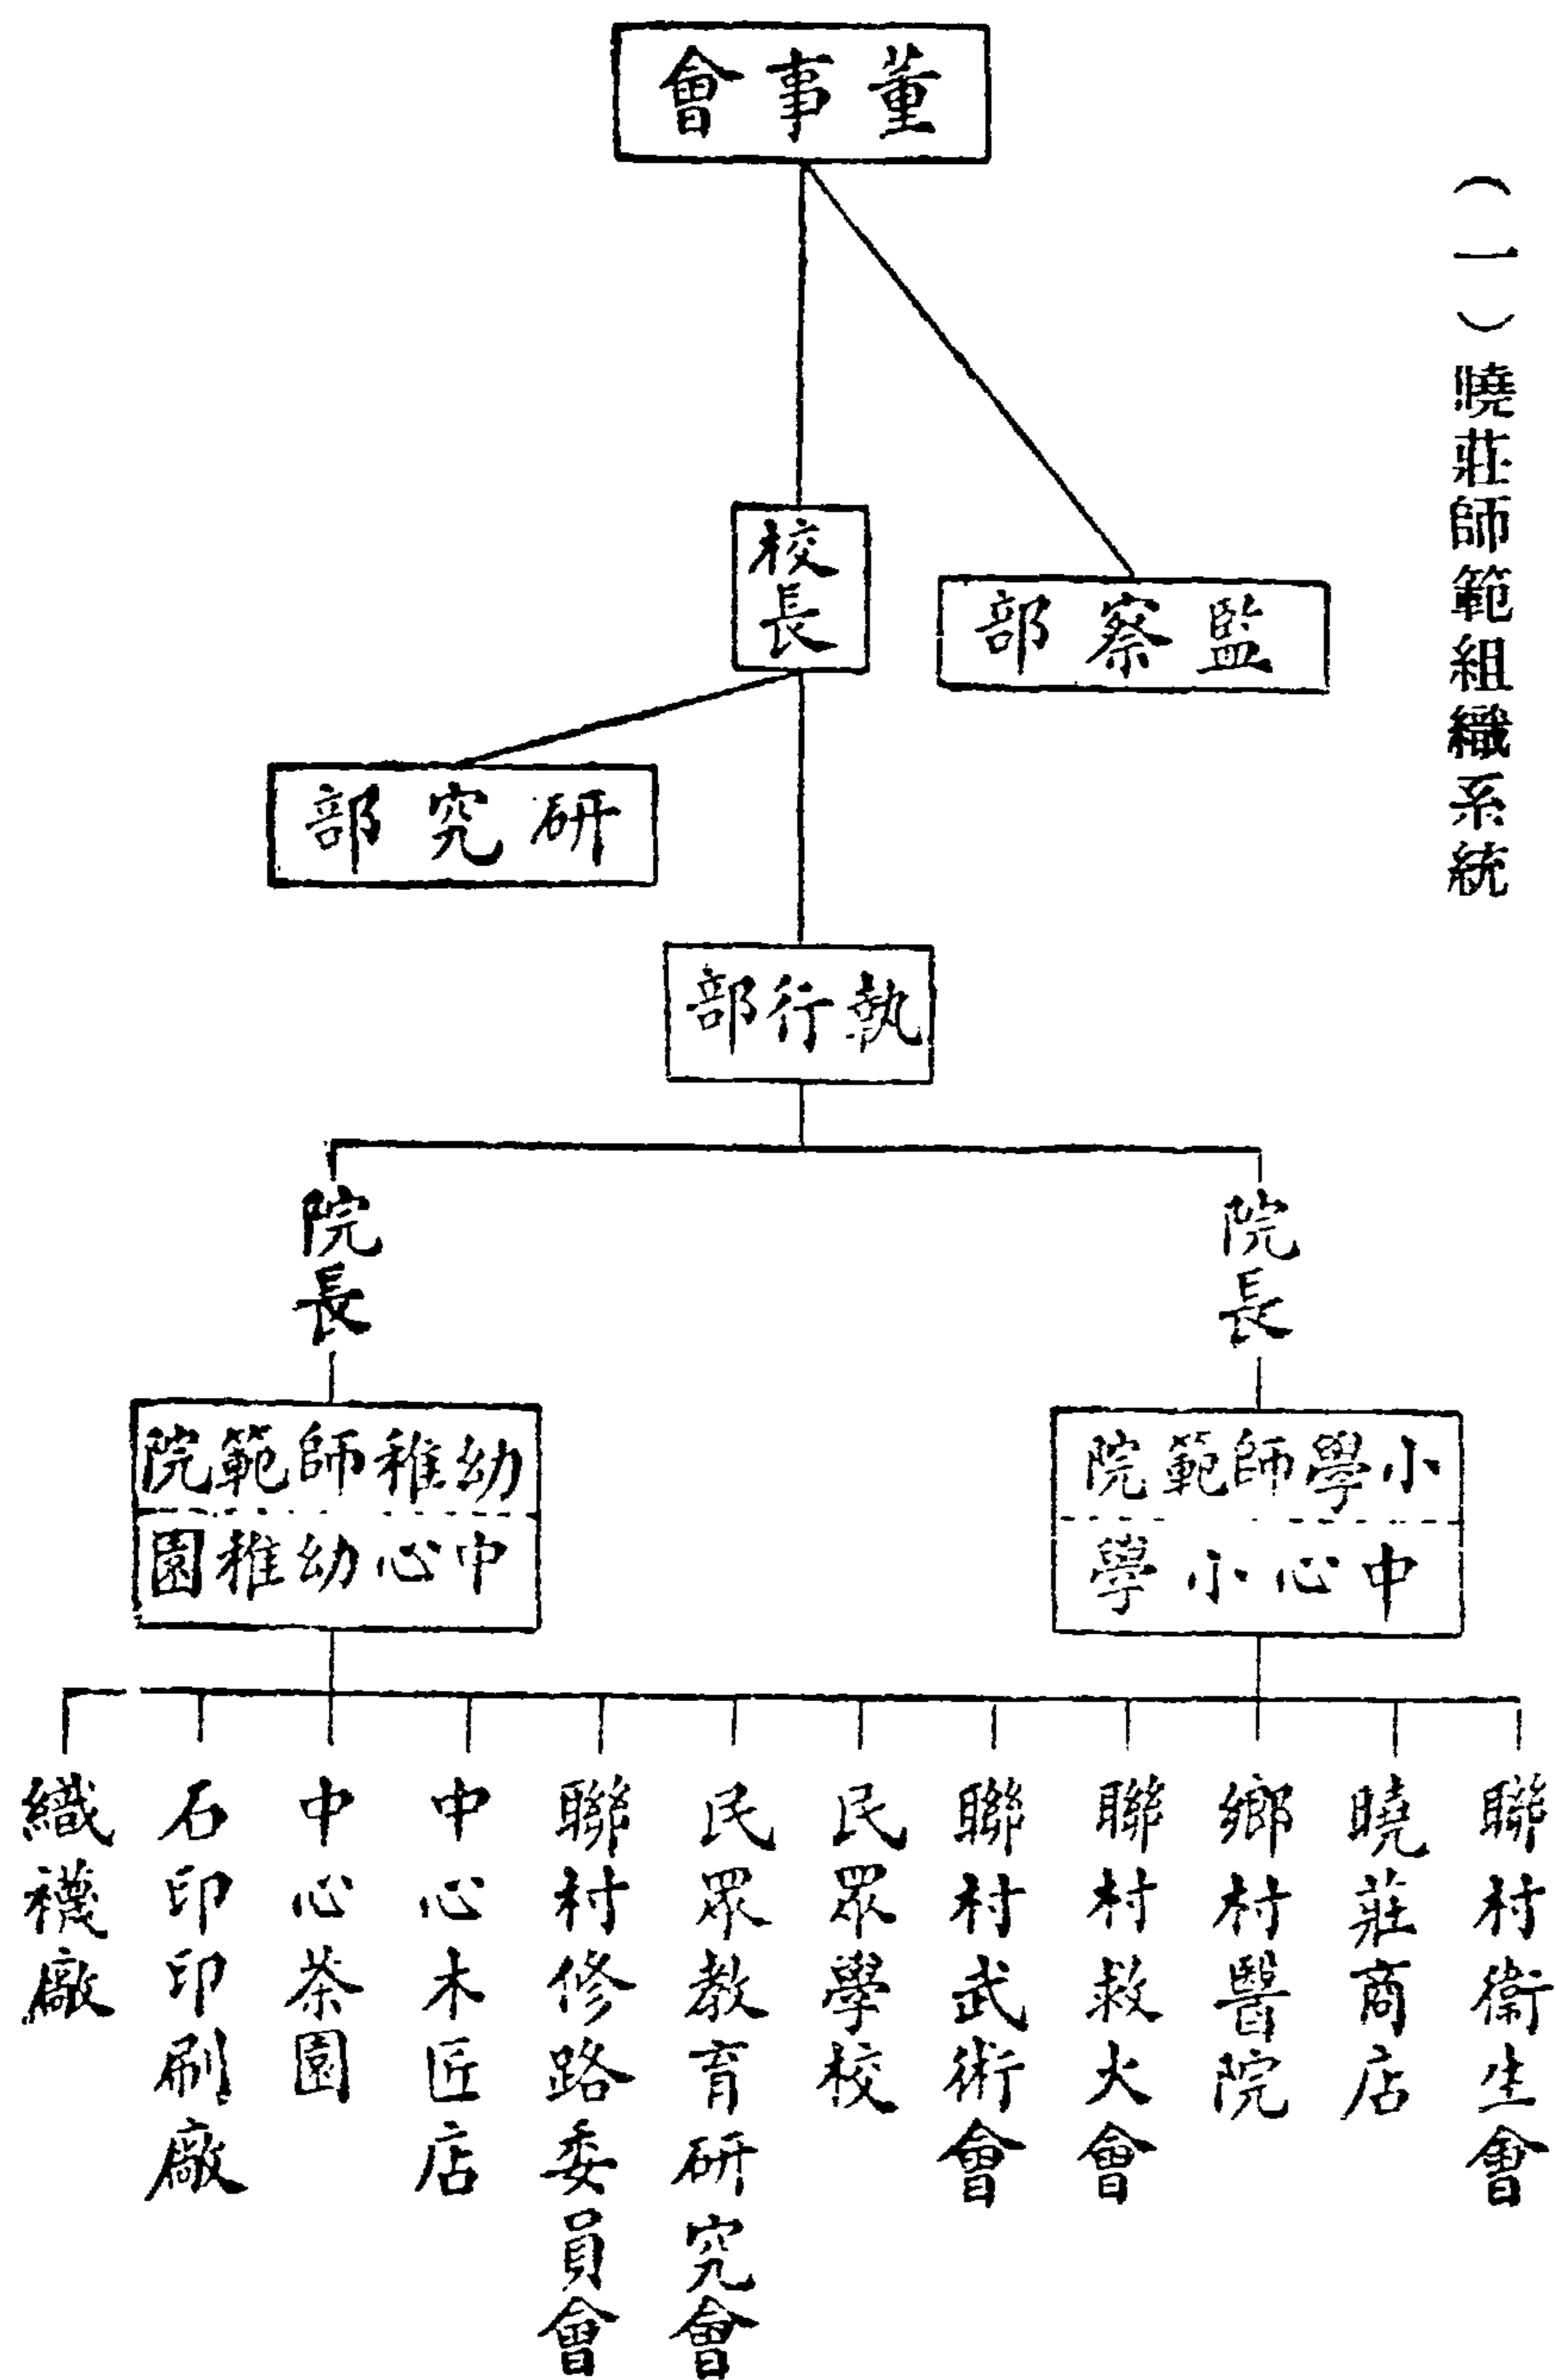 （一）曉莊師範組織系統
董事會
監察部
校長
研究部
執行部
院長
院長
小學師範院
中心小學
幼稚師範院
中心幼稚園
聯村衞生會
曉莊商店
鄉村醫院
聯村救火會
聯村武術會
民眾學校
民眾教育研究會
聯村修路委員會
中心木匠店
中心茶園
石印印刷廠
織襪廠